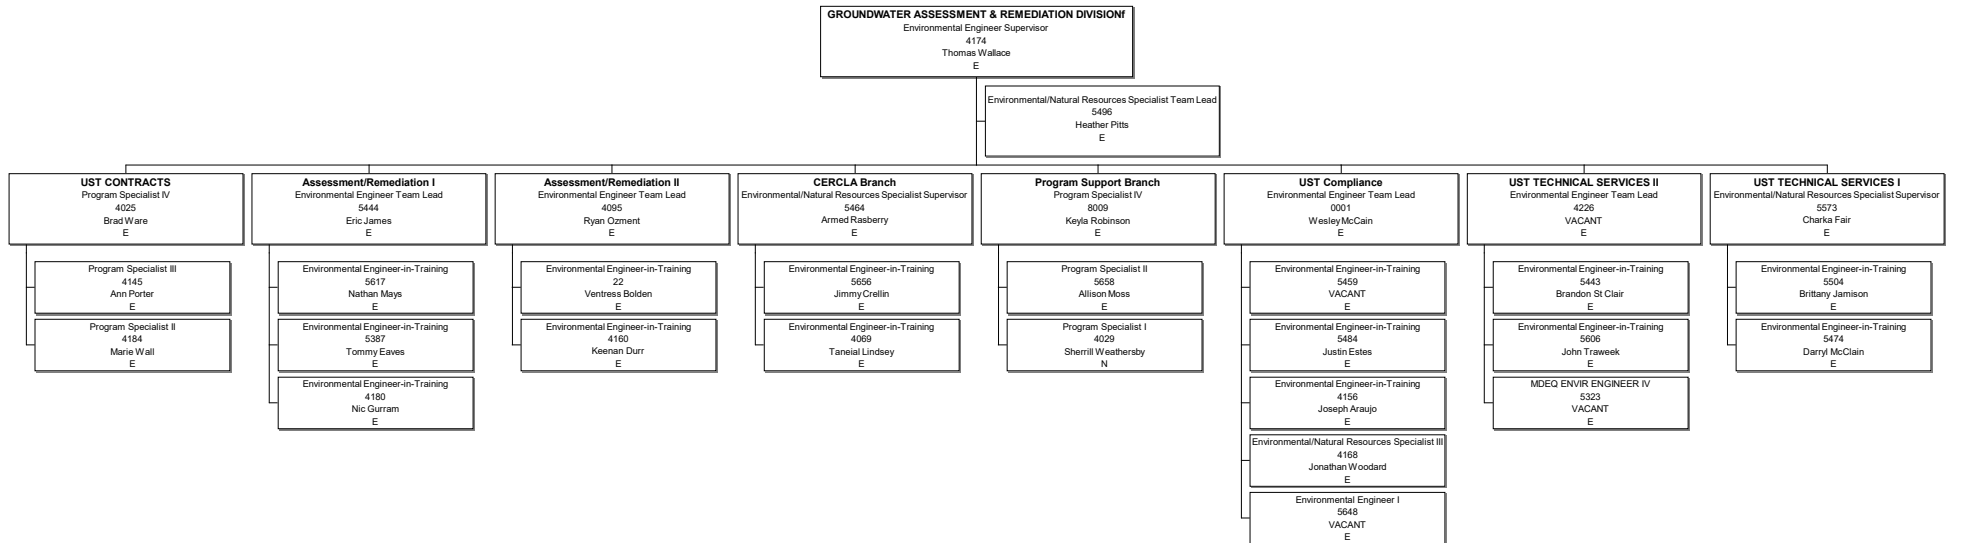 GROUNDWATER ASSESSMENT & REMEDIATION DIVISIONf
Environmental Engineer Supervisor
4174
Thomas Wallace
E
Environmental/Natural Resources Specialist Team Lead
5496
Heather Pitts
E
UST CONTRACTS
Program Specialist IV
4025
Brad Ware
E
Program Specialist III
4145
Ann Porter
E
Program Specialist II
4184
Marie Wall
E
Assessment/Remediation I
Environmental Engineer Team Lead
5444
Eric James
E
Environmental Engineer-in-Training
5617
Nathan Mays
E
Environmental Engineer-in-Training
5387
Tommy Eaves
E
Environmental Engineer-in-Training
4180
Nic Gurram
E
Assessment/Remediation II
Environmental Engineer Team Lead
4095
Ryan Ozment
E
Environmental Engineer-in-Training
22
Ventress Bolden
E
Environmental Engineer-in-Training
4160
Keenan Durr
E
CERCLA Branch
Environmental/Natural Resources Specialist Supervisor
5464
Armed Rasberry
E
Environmental Engineer-in-Training
5656
Jimmy Crellin
E
Environmental Engineer-in-Training
4069
Taneial Lindsey
E
Program Support Branch
Program Specialist IV
8009
Keyla Robinson
E
Program Specialist II
5658
Allison Moss
E
Program Specialist I
4029
Sherrill Weathersby
N
UST Compliance
Environmental Engineer Team Lead
0001
Wesley McCain
E
Environmental Engineer-in-Training
5459
VACANT
E
Environmental Engineer-in-Training
5484
Justin Estes
E
Environmental Engineer-in-Training
4156
Joseph Araujo
E
Environmental/Natural Resources Specialist III
4168
Jonathan Woodard
E
Environmental Engineer I
5648
VACANT
E
UST TECHNICAL SERVICES II
Environmental Engineer Team Lead
4226
VACANT
E
Environmental Engineer-in-Training
5443
Brandon St Clair
E
Environmental Engineer-in-Training
5606
John Traweek
E
MDEQ ENVIR ENGINEER IV
5323
VACANT
E
UST TECHNICAL SERVICES I
Environmental/Natural Resources Specialist Supervisor
5573
Charka Fair
E
Environmental Engineer-in-Training
5504
Brittany Jamison
E
Environmental Engineer-in-Training
5474
Darryl McClain
E